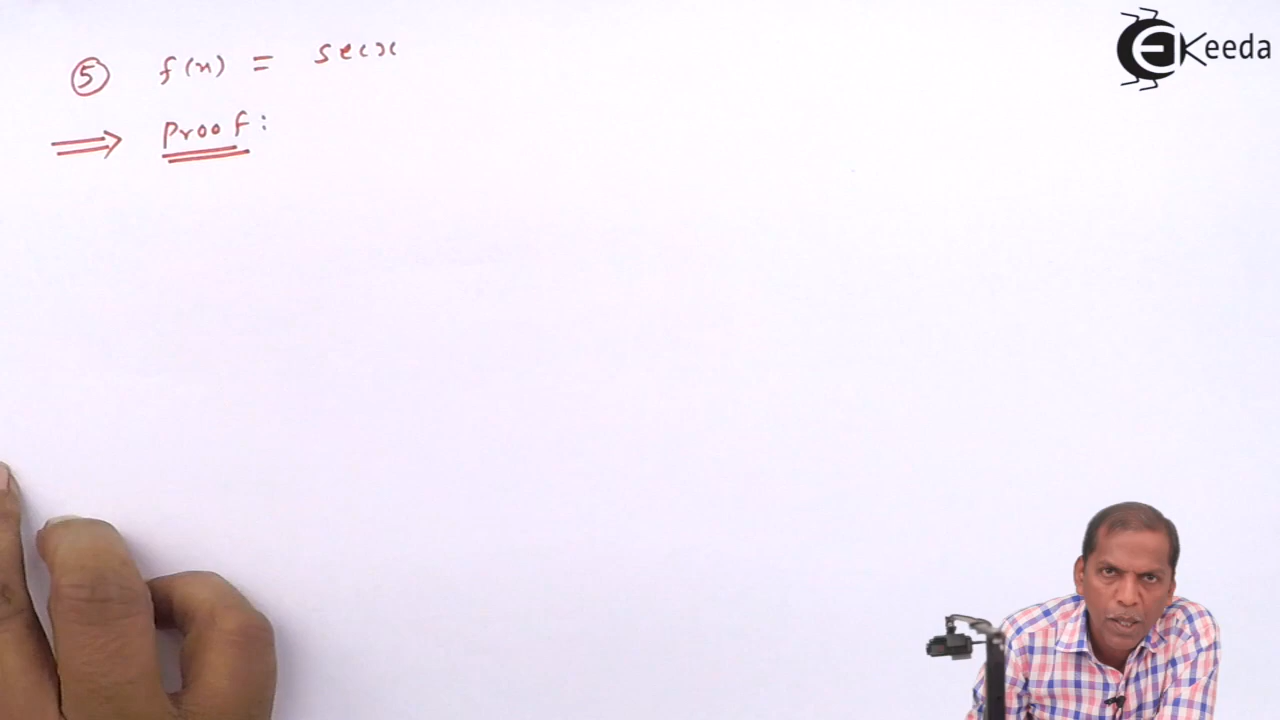 ⑤ f(x) = secx
⟹ Proof:
EKeeda